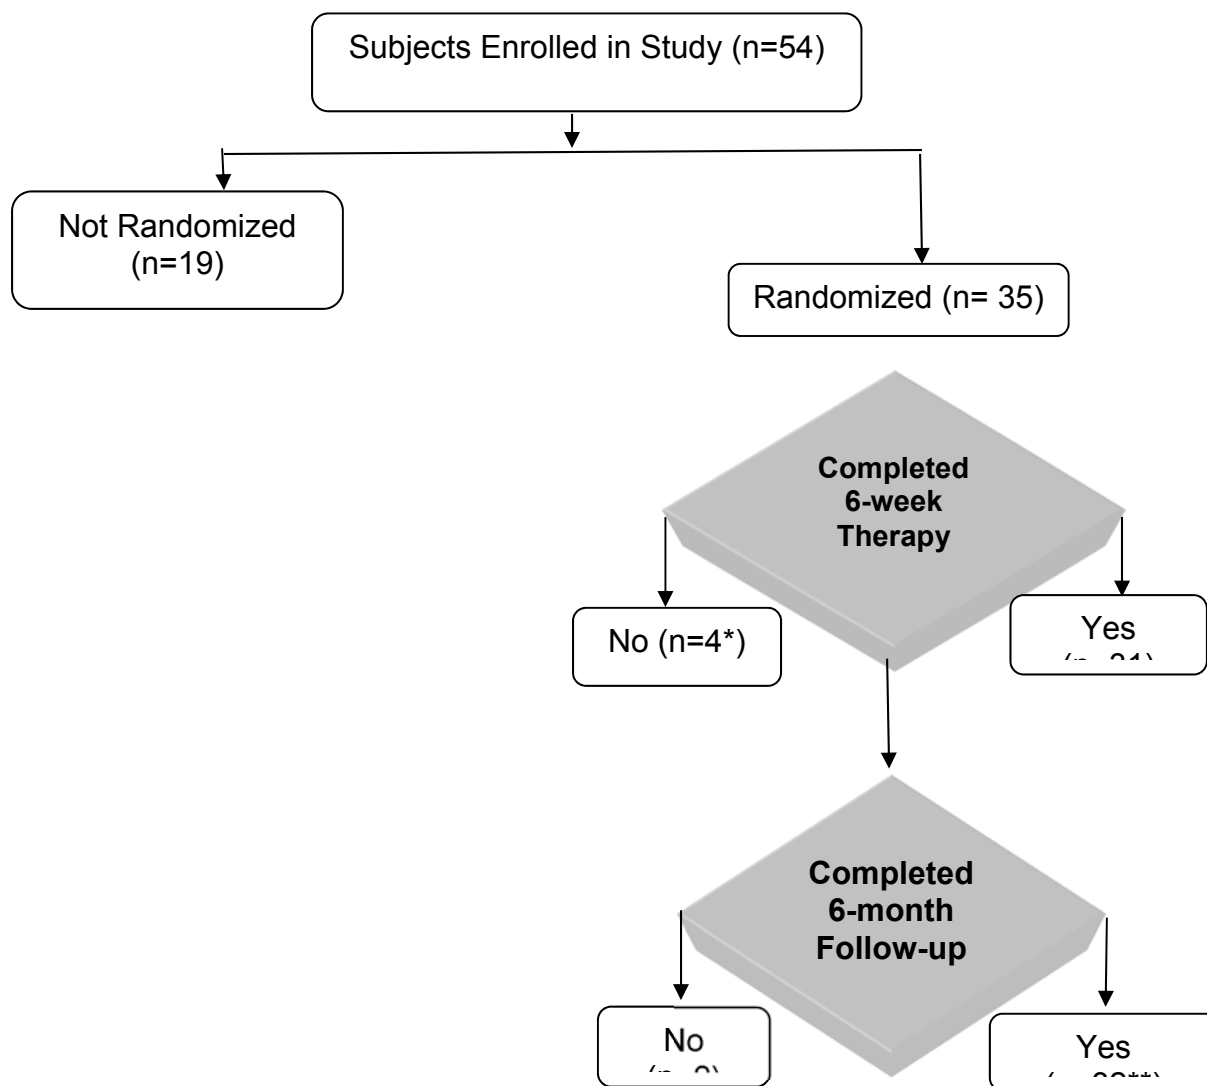 Subjects Enrolled in Study (n=54)
Not Randomized
(n=19)
Randomized (n= 35)
Completed
6-week
Therapy
No (n=4*)
Yes
Completed
6-month
Follow-up
No
Yes